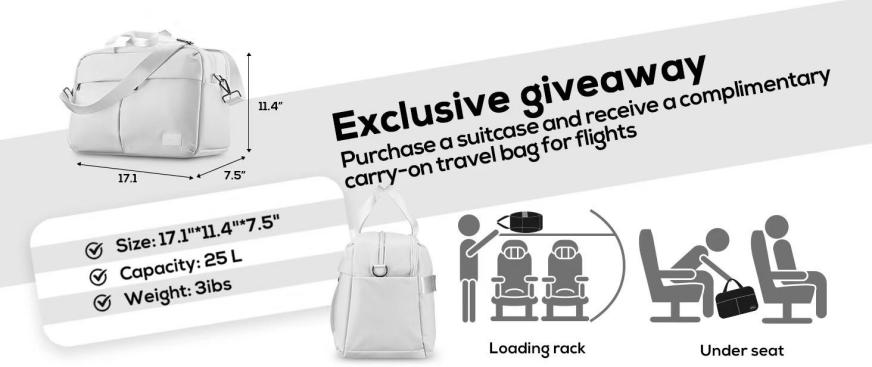 11.4"
17.1
7.5"
Exclusive giveaway
Purchase a suitcase and receive a complimentary
carry-on travel bag for flights
Size: 17.1"*11.4"*7.5"
Capacity: 25 L
Weight: 3ibs
Loading rack
Under seat